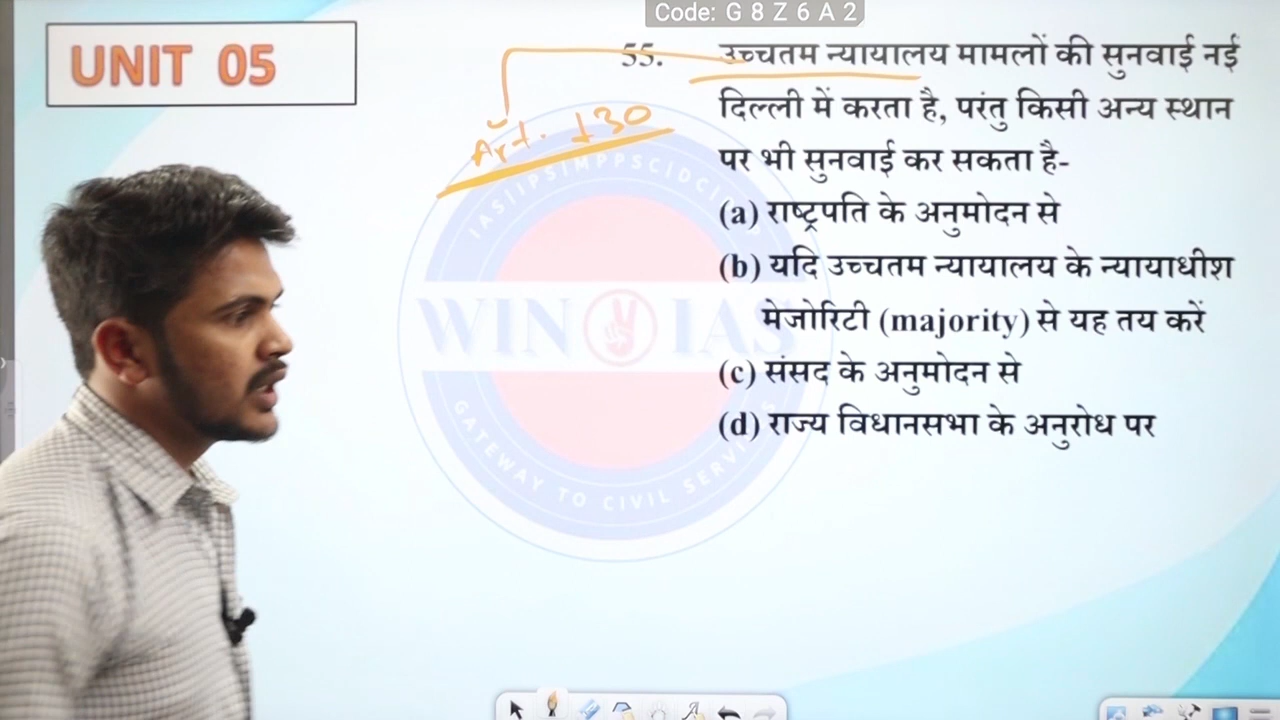 Code: G 8 Z 6 A 2
UNIT 05
55. उच्चतम न्यायालय मामलों की सुनवाई नई
दिल्ली में करता है, परंतु किसी अन्य स्थान
पर भी सुनवाई कर सकता है-
(a) राष्ट्रपति के अनुमोदन से
(b) यदि उच्चतम न्यायालय के न्यायाधीश
मेजोरिटी (majority) से यह तय करें
(c) संसद के अनुमोदन से
(d) राज्य विधानसभा के अनुरोध पर
Art. 130
WIN IAS
GATEWAY TO CIVIL SERVICES